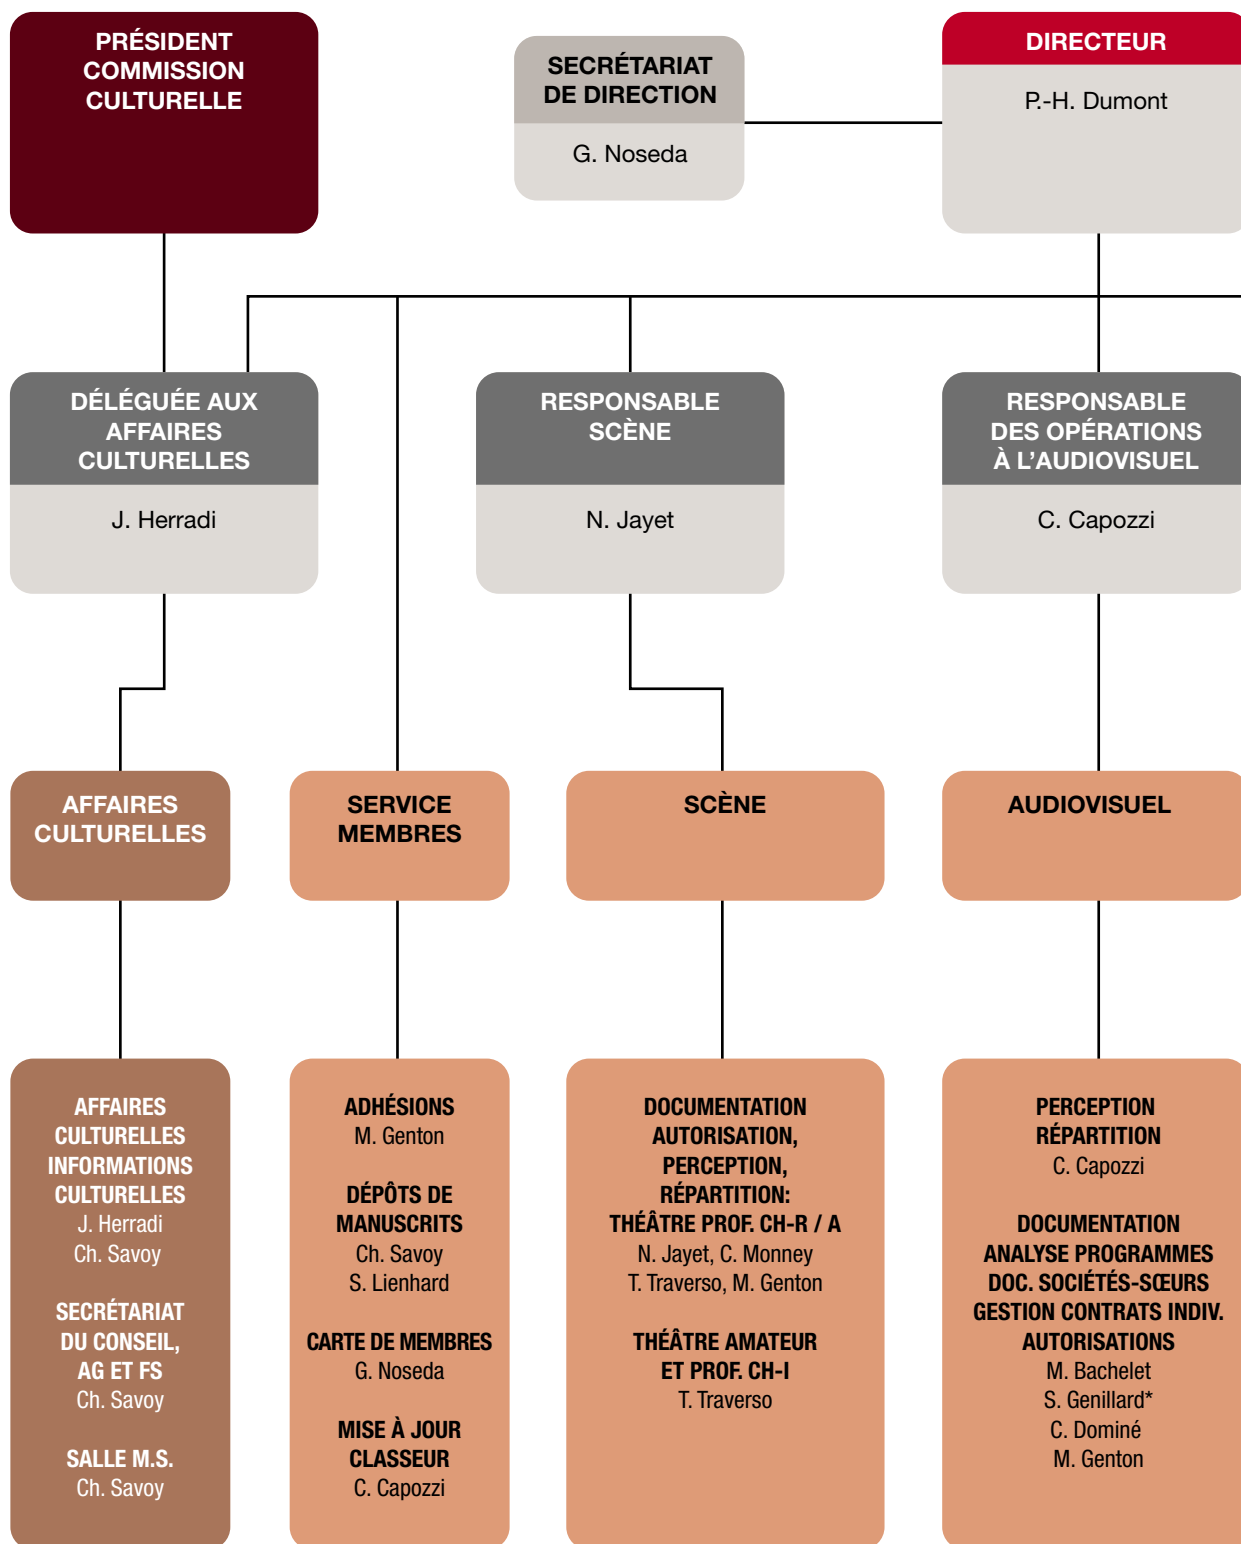 PRÉSIDENT
COMMISSION
CULTURELLE
SECRÉTARIAT
DE DIRECTION
G. Noseda
DIRECTEUR
P.-H. Dumont
DÉLÉGUÉE AUX
AFFAIRES
CULTURELLES
J. Herradi
RESPONSABLE
SCÈNE
N. Jayet
RESPONSABLE
DES OPÉRATIONS
À L’AUDIOVISUEL
C. Capozzi
AFFAIRES
CULTURELLES
SERVICE
MEMBRES
SCÈNE
AUDIOVISUEL
AFFAIRES
CULTURELLES
INFORMATIONS
CULTURELLES
J. Herradi
Ch. Savoy
SECRÉTARIAT
DU CONSEIL,
AG ET FS
Ch. Savoy
SALLE M.S.
Ch. Savoy
ADHÉSIONS
M. Genton
DÉPÔTS DE
MANUSCRITS
Ch. Savoy
S. Lienhard
CARTE DE MEMBRES
G. Noseda
MISE À JOUR
CLASSEUR
C. Capozzi
DOCUMENTATION
AUTORISATION,
PERCEPTION,
RÉPARTITION:
THÉÂTRE PROF. CH-R / A
N. Jayet, C. Monney
T. Traverso, M. Genton
THÉÂTRE AMATEUR
ET PROF. CH-I
T. Traverso
PERCEPTION
RÉPARTITION
C. Capozzi
DOCUMENTATION
ANALYSE PROGRAMMES
DOC. SOCIÉTÉS-SŒURS
GESTION CONTRATS INDIV.
AUTORISATIONS
M. Bachelet
S. Genillard*
C. Dominé
M. Genton